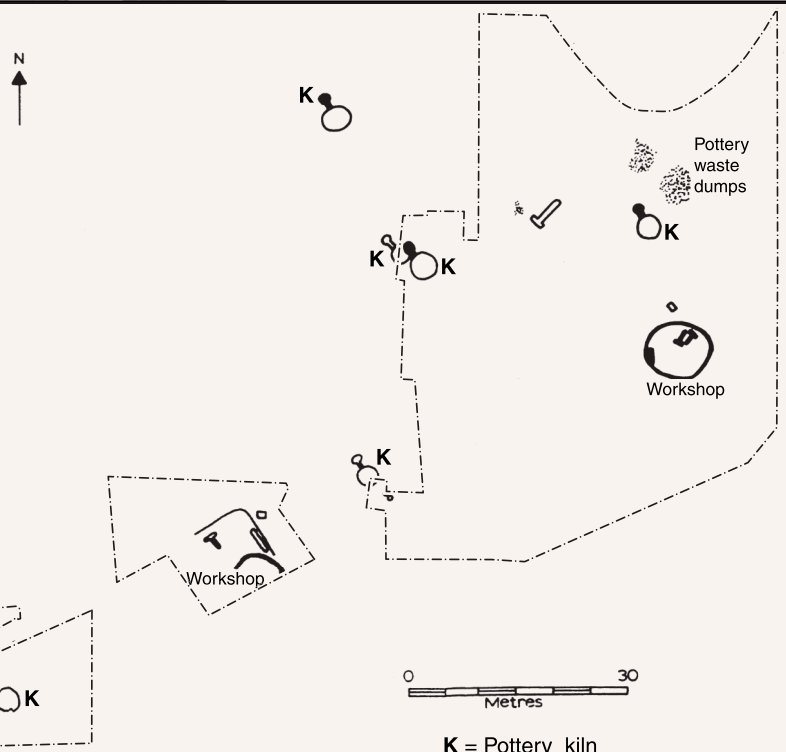 N
K
Pottery
waste
dumps
K
K
K
Workshop
K
Workshop
K
0 30
Metres
K = Pottery kiln